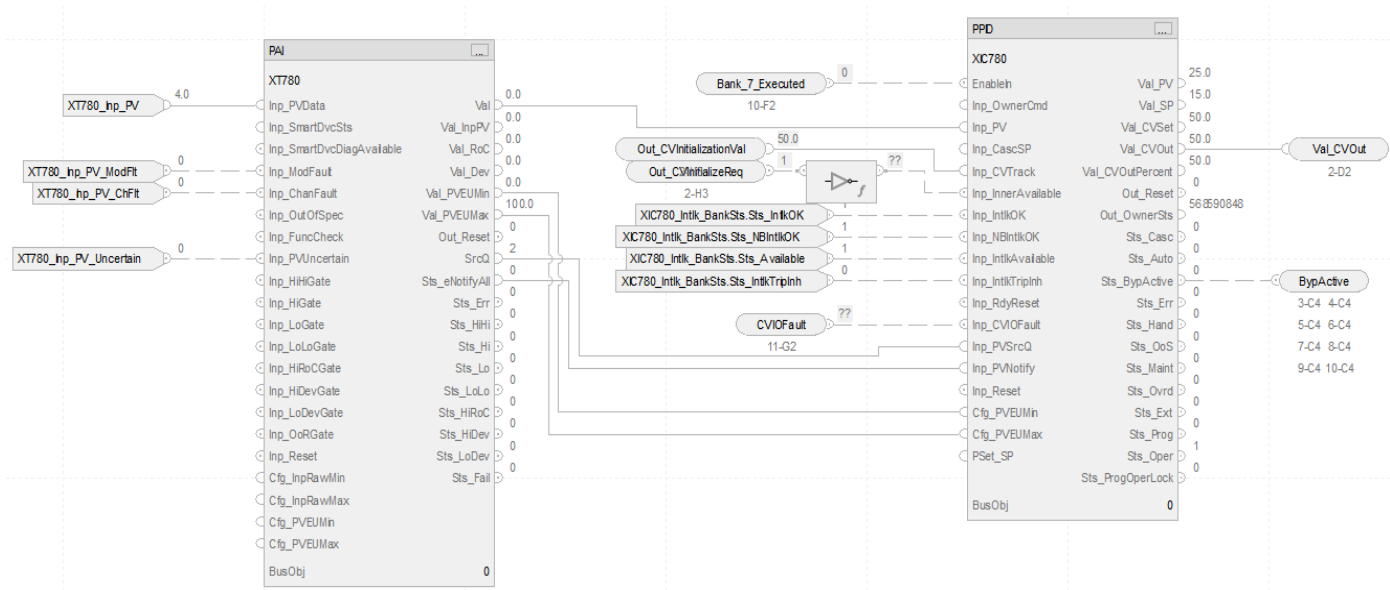 PAI
...
XT780
XT780_Inp_PV
4.0
Inp_PVData
Val
0.0
Inp_SmartDvcSts
Val_InpPV
0.0
Inp_SmartDvcDiagAvailable
Val_RoC
0.0
XT780_Inp_PV_ModFlt
0
Inp_ModFault
Val_Dev
0.0
XT780_Inp_PV_ChFlt
0
Inp_ChanFault
Val_PVEUMin
0.0
Inp_OutOfSpec
Val_PVEUMax
100.0
Inp_FuncCheck
Out_Reset
0
XT780_Inp_PV_Uncertain
0
Inp_PVUncertain
SrcQ
2
Inp_HiHiGate
Sts_eNotifyAll
0
Inp_HiGate
Sts_Err
0
Inp_LoGate
Sts_HiHi
0
Inp_LoLoGate
Sts_Hi
0
Inp_HiRoCGate
Sts_Lo
0
Inp_HiDevGate
Sts_LoLo
0
Inp_LoDevGate
Sts_HiRoC
0
Inp_OoRGate
Sts_HiDev
0
Inp_Reset
Sts_LoDev
0
Cfg_InpRawMin
Sts_Fail
0
Cfg_InpRawMax
Cfg_PVEUMin
Cfg_PVEUMax
BusObj
0
Bank_7_Executed
0
10-F2
Out_CVInitializationVal
50.0
Out_CVInitializeReq
1
2-H3
??
XIC780_Intlk_BankSts.Sts_IntlkOK
1
XIC780_Intlk_BankSts.Sts_NBIntlkOK
1
XIC780_Intlk_BankSts.Sts_Available
1
XIC780_Intlk_BankSts.Sts_IntlkTripInh
0
CVIOFault
??
11-G2
PPID
...
XIC780
EnableIn
Val_PV
25.0
Inp_OwnerCmd
Val_SP
15.0
Inp_PV
Val_CVSet
50.0
Inp_CascSP
Val_CVOut
50.0
Inp_CVTrack
Val_CVOutPercent
50.0
Inp_InnerAvailable
Out_Reset
0
Inp_IntlkOK
Out_OwnerSts
568590848
Inp_NBIntlkOK
Sts_Casc
0
Inp_IntlkAvailable
Sts_Auto
0
Inp_IntlkTripInh
Sts_BypActive
0
Inp_RdyReset
Sts_Err
0
Inp_CVIOFault
Sts_Hand
0
Inp_PVSrcQ
Sts_OoS
0
Inp_PVNotify
Sts_Maint
0
Inp_Reset
Sts_Ovrd
0
Cfg_PVEUMin
Sts_Ext
0
Cfg_PVEUMax
Sts_Prog
0
PSet_SP
Sts_Oper
1
Sts_ProgOperLock
0
BusObj
0
Val_CVOut
2-D2
BypActive
3-C4 4-C4
5-C4 6-C4
7-C4 8-C4
9-C4 10-C4